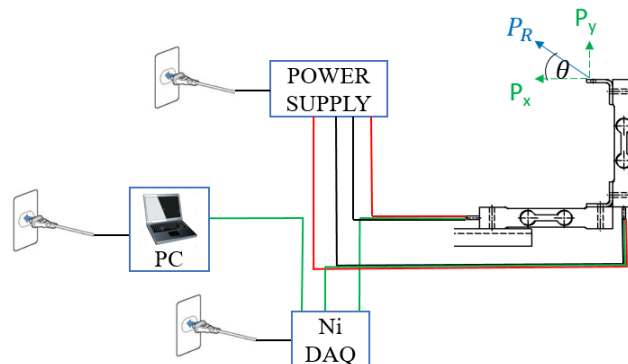 P_y
P_R
θ
P_x
POWER
SUPPLY
PC
Ni
DAQ